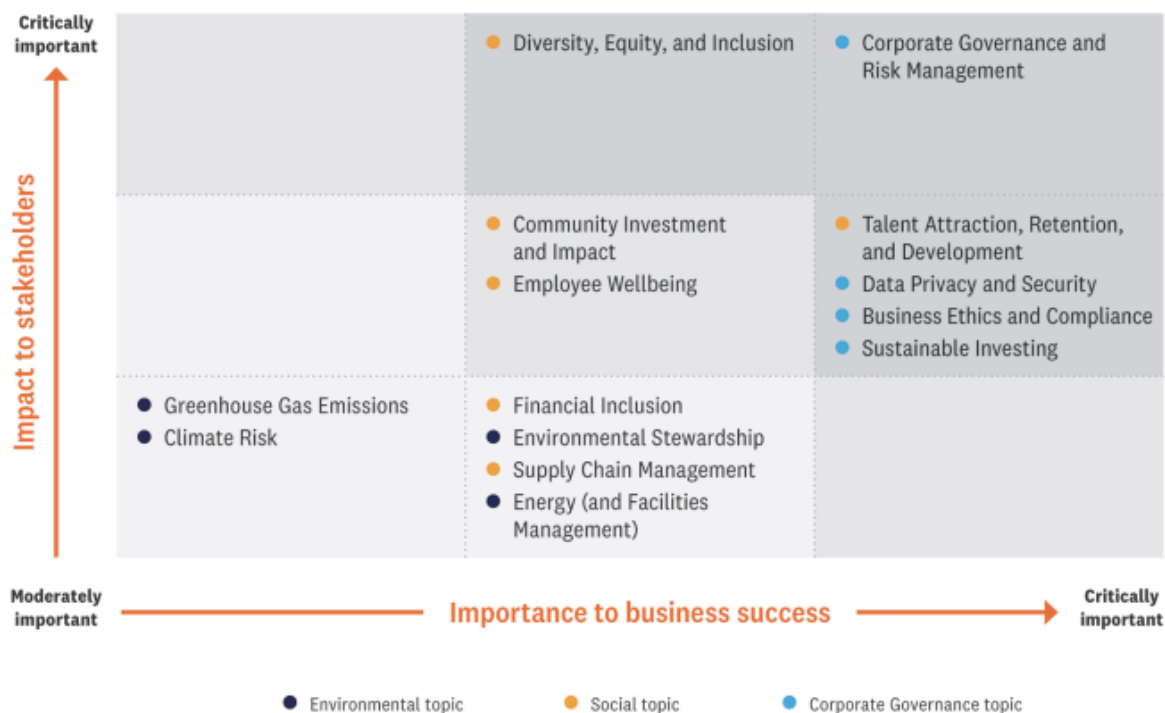 Critically
important
Impact to stakeholders
Diversity, Equity, and Inclusion
Corporate Governance and
Risk Management
Community Investment
and Impact
Employee Wellbeing
Talent Attraction, Retention,
and Development
Data Privacy and Security
Business Ethics and Compliance
Sustainable Investing
Greenhouse Gas Emissions
Climate Risk
Financial Inclusion
Environmental Stewardship
Supply Chain Management
Energy (and Facilities
Management)
Moderately
important
Importance to business success
Critically
important
Environmental topic
Social topic
Corporate Governance topic